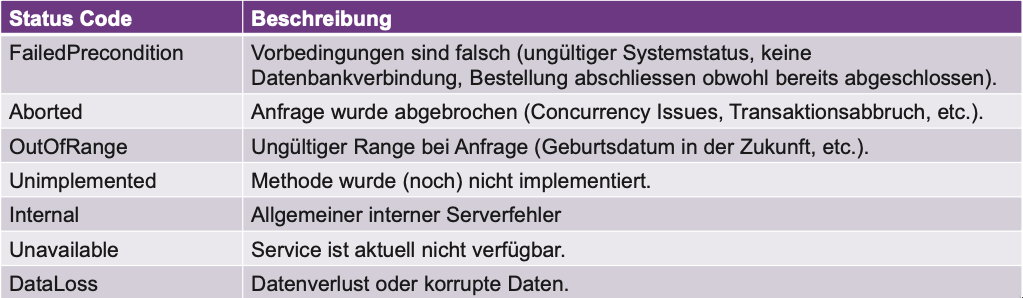 Status Code Beschreibung
FailedPrecondition Vorbedingungen sind falsch (ungültiger Systemstatus, keine
Datenbankverbindung, Bestellung abschliessen obwohl bereits abgeschlossen).
Aborted Anfrage wurde abgebrochen (Concurrency Issues, Transaktionsabbruch, etc.).
OutOfRange Ungültiger Range bei Anfrage (Geburtsdatum in der Zukunft, etc.).
Unimplemented Methode wurde (noch) nicht implementiert.
Internal Allgemeiner interner Serverfehler
Unavailable Service ist aktuell nicht verfügbar.
DataLoss Datenverlust oder korrupte Daten.